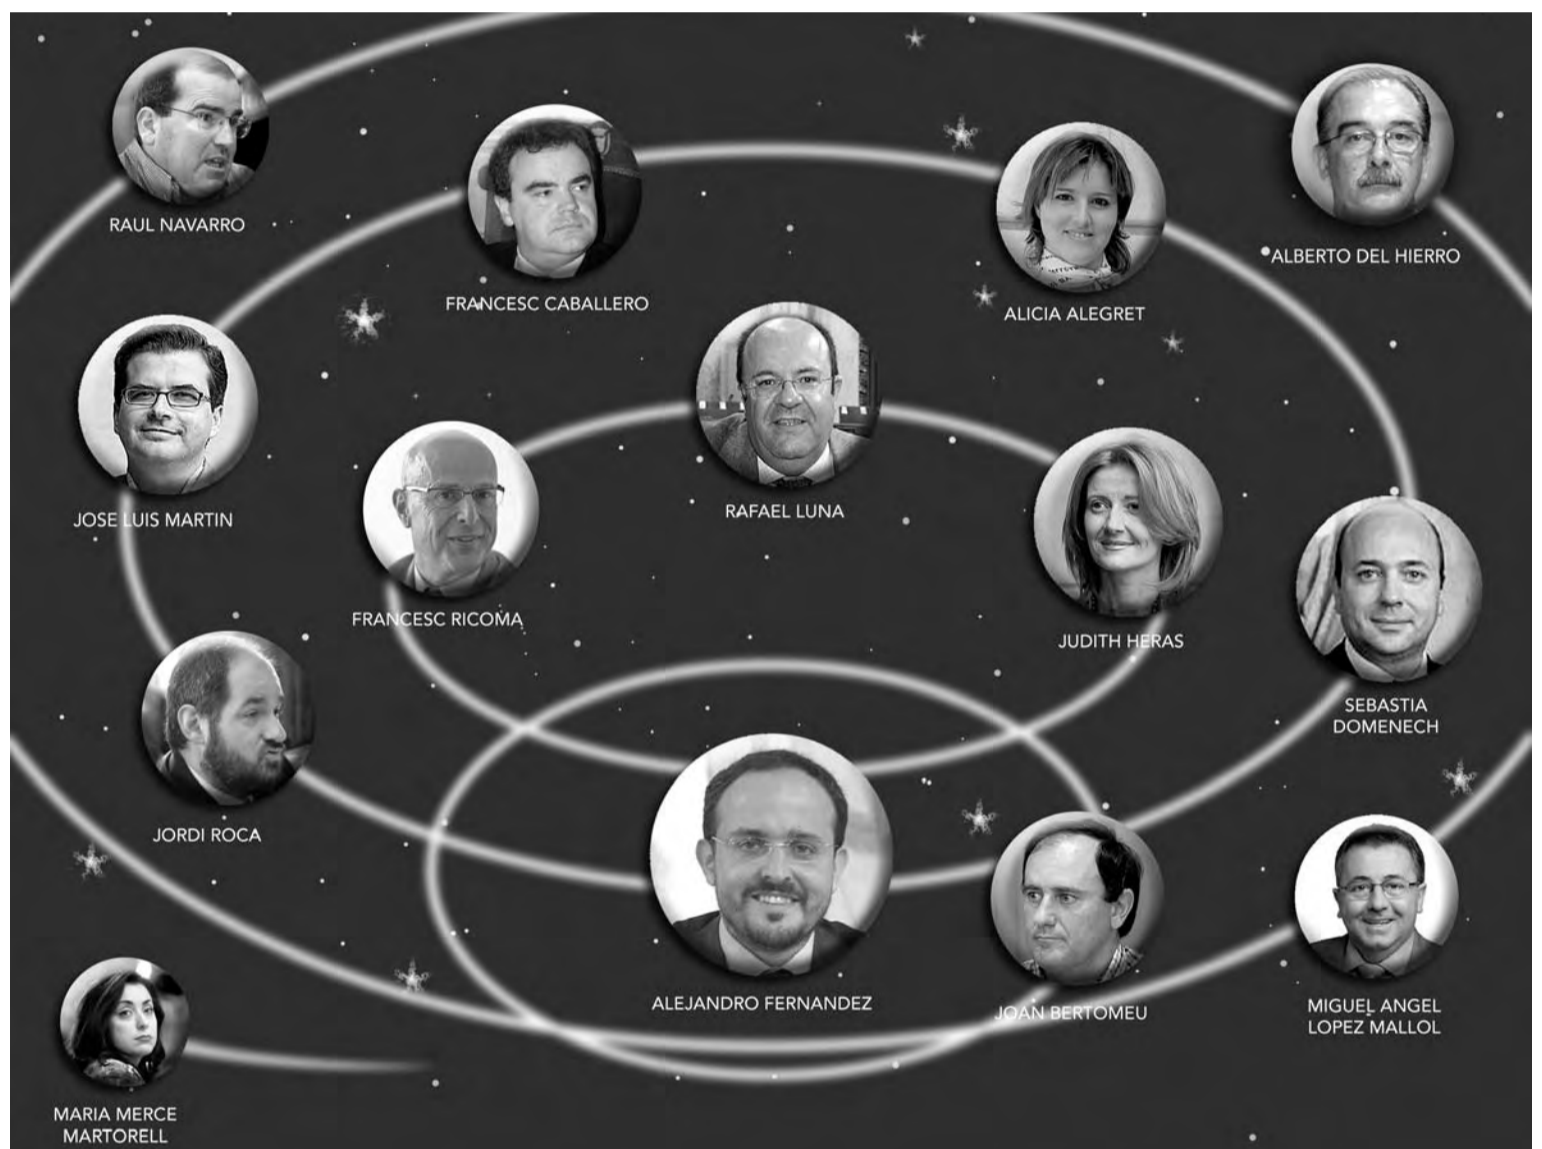 RAUL NAVARRO
ALBERTO DEL HIERRO
FRANCESC CABALLERO
ALICIA ALEGRET
RAFAEL LUNA
JOSE LUIS MARTIN
FRANCESC RICOMA
JUDITH HERAS
SEBASTIA
DOMENECH
JORDI ROCA
ALEJANDRO FERNANDEZ
JOAN BERTOMEU
MIGUEL ANGEL
LOPEZ MALLOL
MARIA MERCE
MARTORELL